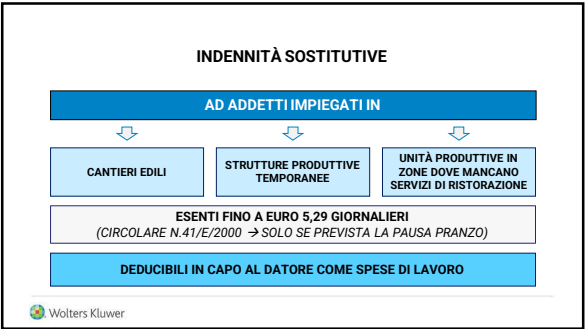 INDENNITÀ SOSTITUTIVE
AD ADDETTI IMPIEGATI IN
CANTIERI EDILI
STRUTTURE PRODUTTIVE
TEMPORANEE
UNITÀ PRODUTTIVE IN
ZONE DOVE MANCANO
SERVIZI DI RISTORAZIONE
ESENTI FINO A EURO 5,29 GIORNALIERI
(CIRCOLARE N.41/E/2000 → SOLO SE PREVISTA LA PAUSA PRANZO)
DEDUCIBILI IN CAPO AL DATORE COME SPESE DI LAVORO
Wolters Kluwer